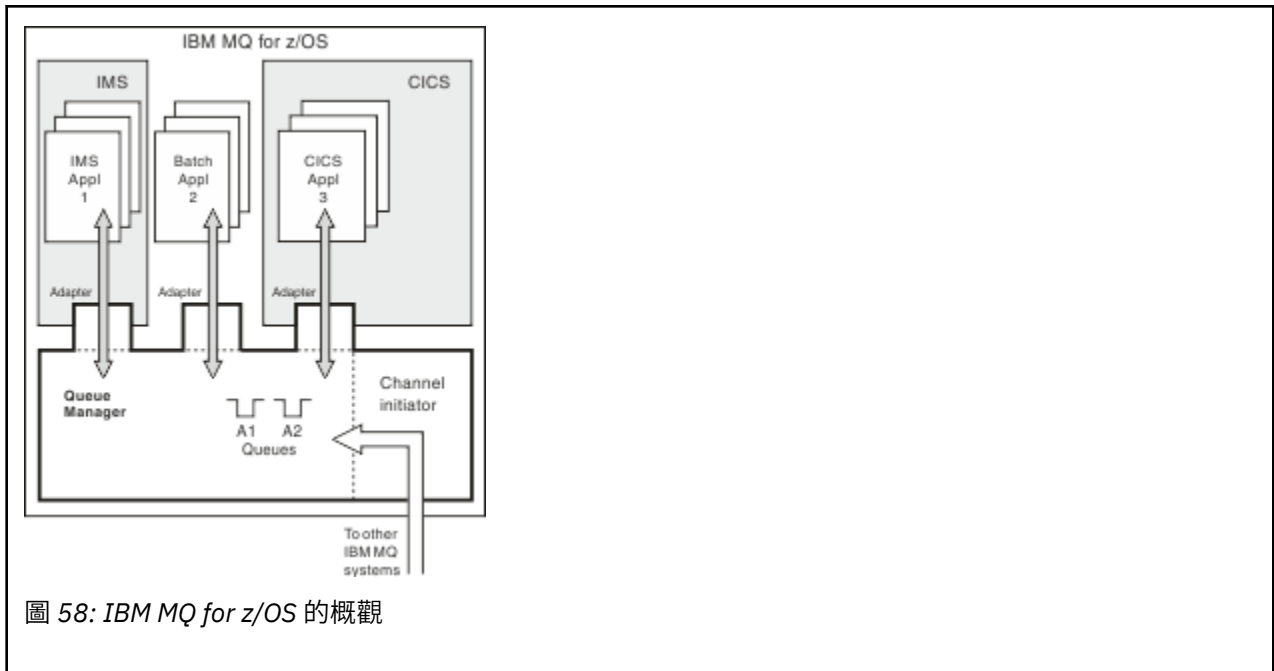 IBM MQ for z/OS
IMS
CICS
IMS
Appl
1
Batch
Appl
2
CICS
Appl
3
Adapter
Adapter
Adapter
Queue
Manager
Channel
initiator
A1
A2
Queues
To other
IBM MQ
systems
圖 58: IBM MQ for z/OS 的概觀